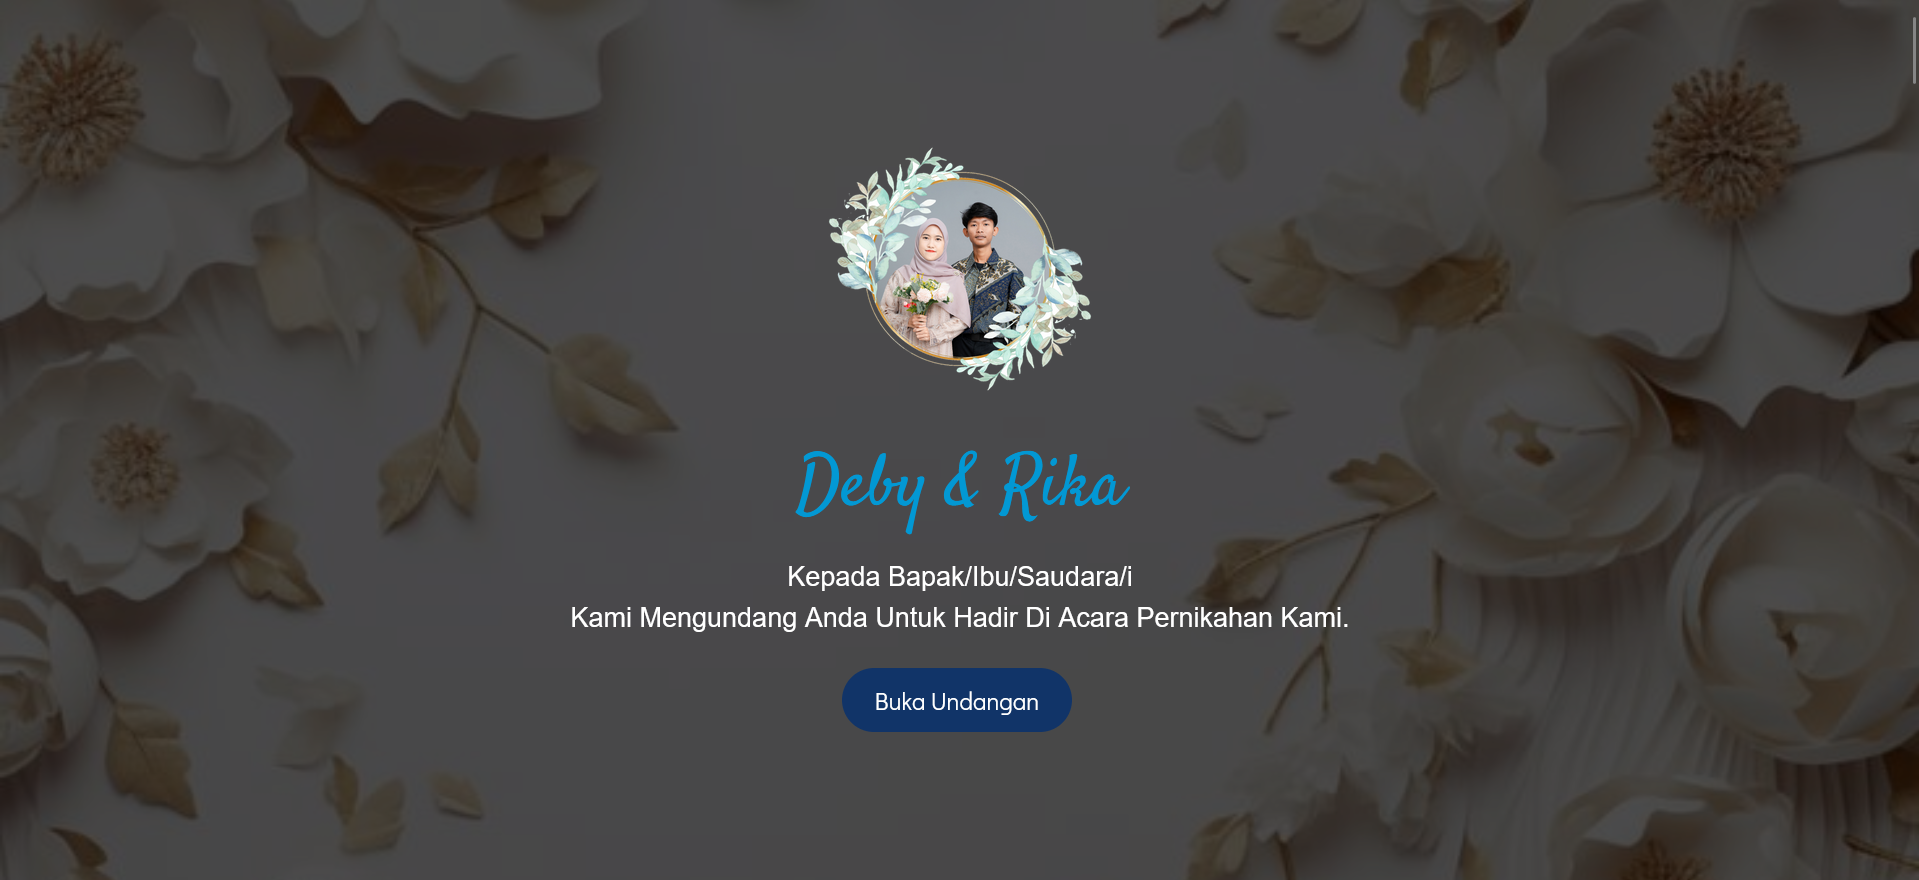 Deby & Rika
Kepada Bapak/Ibu/Saudara/i
Kami Mengundang Anda Untuk Hadir Di Acara Pernikahan Kami.
Buka Undangan